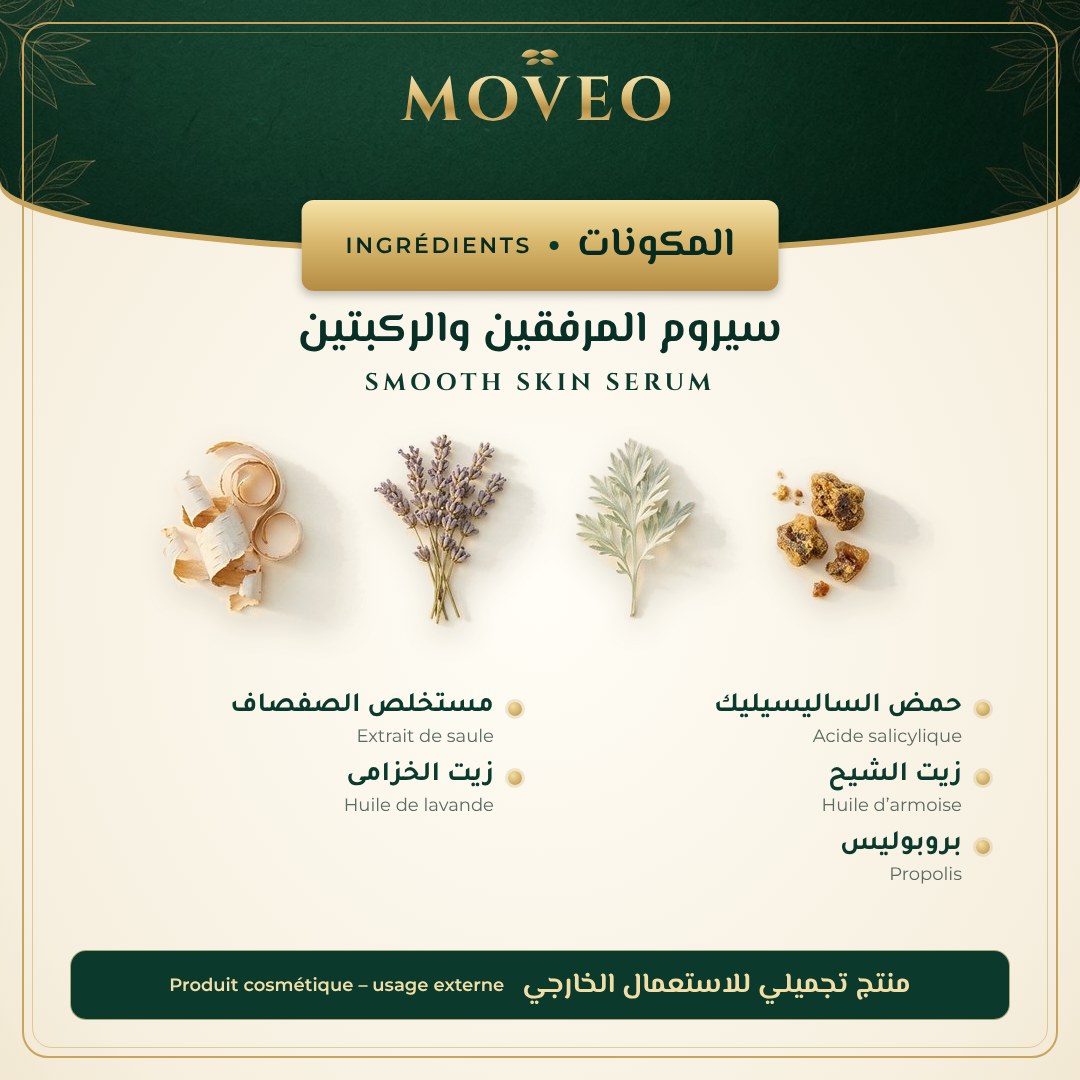 MOVEO
المكونات • INGRÉDIENTS
سيروم المرفقين والركبتين
SMOOTH SKIN SERUM
حمض الساليسيليك
Acide salicylique
زيت الشيح
Huile d’armoise
بروبوليس
Propolis
مستخلص الصفصاف
Extrait de saule
زيت الخزامى
Huile de lavande
منتج تجميلي للاستعمال الخارجي Produit cosmétique – usage externe